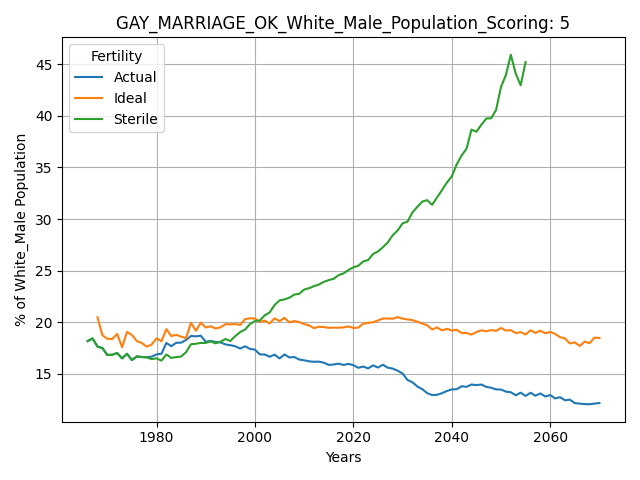 GAY_MARRIAGE_OK_White_Male_Population_Scoring: 5
Fertility
Actual
Ideal
Sterile
% of White_Male Population
45
40
35
30
25
20
15
1980
2000
2020
2040
2060
Years